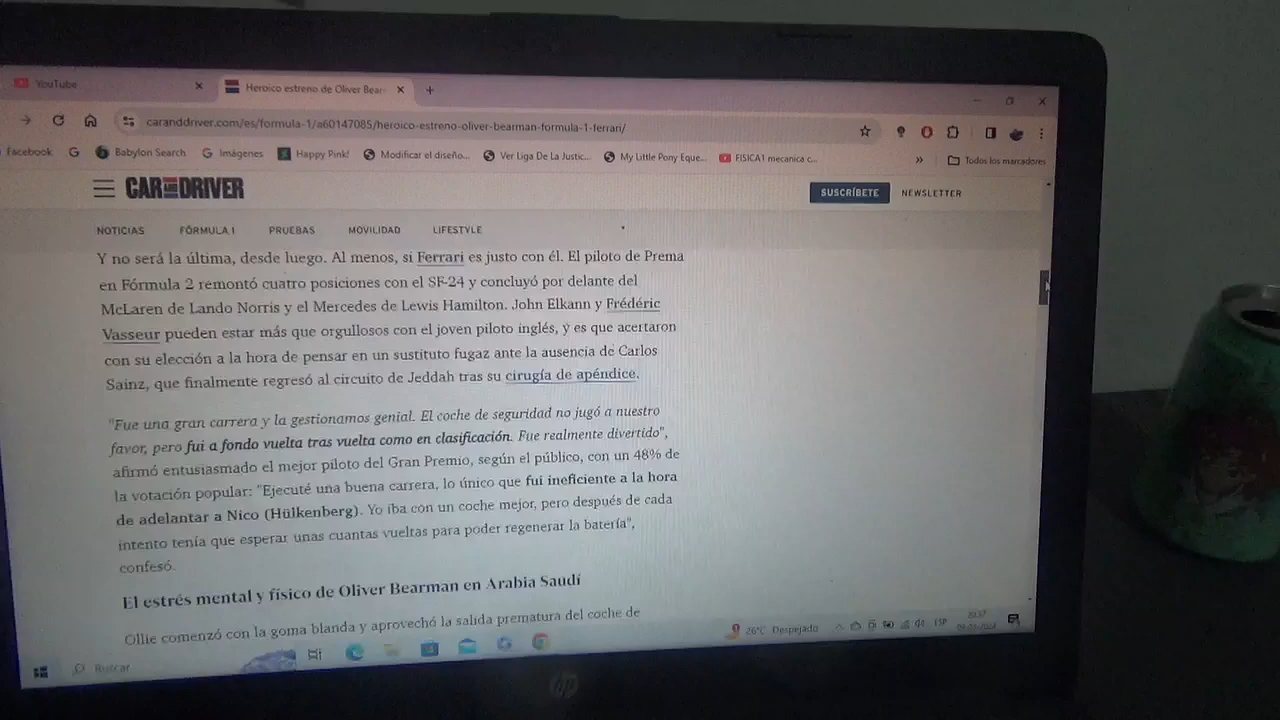 YouTube
Heroico estreno de Oliver Bear
caranddriver.com/es/formula-1/a60147085/heroico-estreno-oliver-bearman-formula-1-ferrari/
Facebook
Babylon Search
Imágenes
Happy Pink!
Modificar el diseño...
Ver Liga De La Justic...
My Little Pony Eque...
FISICA1 mecanica c...
»
Todos los marcadores
CAR AND DRIVER
SUSCRÍBETE
NEWSLETTER
NOTICIAS FÓRMULA 1 PRUEBAS MOVILIDAD LIFESTYLE
Y no será la última, desde luego. Al menos, si Ferrari es justo con él. El piloto de Prema
en Fórmula 2 remontó cuatro posiciones con el SF-24 y concluyó por delante del
McLaren de Lando Norris y el Mercedes de Lewis Hamilton. John Elkann y Frédéric
Vasseur pueden estar más que orgullosos con el joven piloto inglés, y es que acertaron
con su elección a la hora de pensar en un sustituto fugaz ante la ausencia de Carlos
Sainz, que finalmente regresó al circuito de Jeddah tras su cirugía de apéndice.
"Fue una gran carrera y la gestionamos genial. El coche de seguridad no jugó a nuestro
favor, pero fui a fondo vuelta tras vuelta como en clasificación. Fue realmente divertido",
afirmó entusiasmado el mejor piloto del Gran Premio, según el público, con un 48% de
la votación popular: "Ejecuté una buena carrera, lo único que fui ineficiente a la hora
de adelantar a Nico (Hülkenberg). Yo iba con un coche mejor, pero después de cada
intento tenía que esperar unas cuantas vueltas para poder regenerar la batería",
confesó.
El estrés mental y físico de Oliver Bearman en Arabia Saudí
Ollie comenzó con la goma blanda y aprovechó la salida prematura del coche de
Buscar
26°C Despejado
ESP
hp